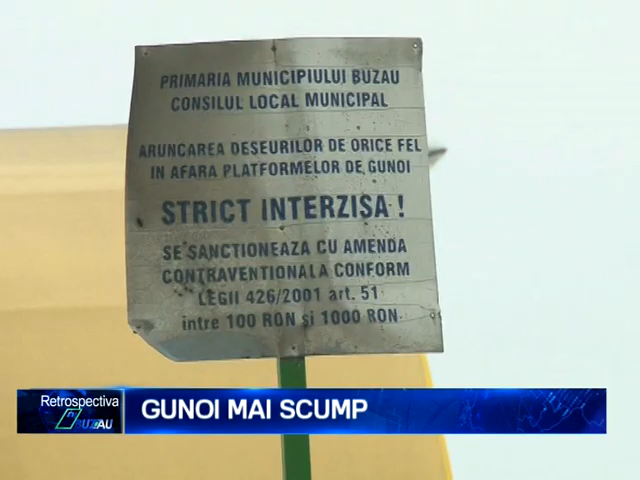 PRIMARIA MUNICIPIULUI BUZAU
CONSILUL LOCAL MUNICIPAL
ARUNCAREA DESEURILOR DE ORICE FEL
IN AFARA PLATFORMELOR DE GUNOI
STRICT INTERZISA !
SE SANCTIONEAZA CU AMENDA
CONTRAVENTIONALA CONFORM
LEGII 426/2001 art. 51
intre 100 RON si 1000 RON
Retrospectiva
BUZAU
GUNOI MAI SCUMP